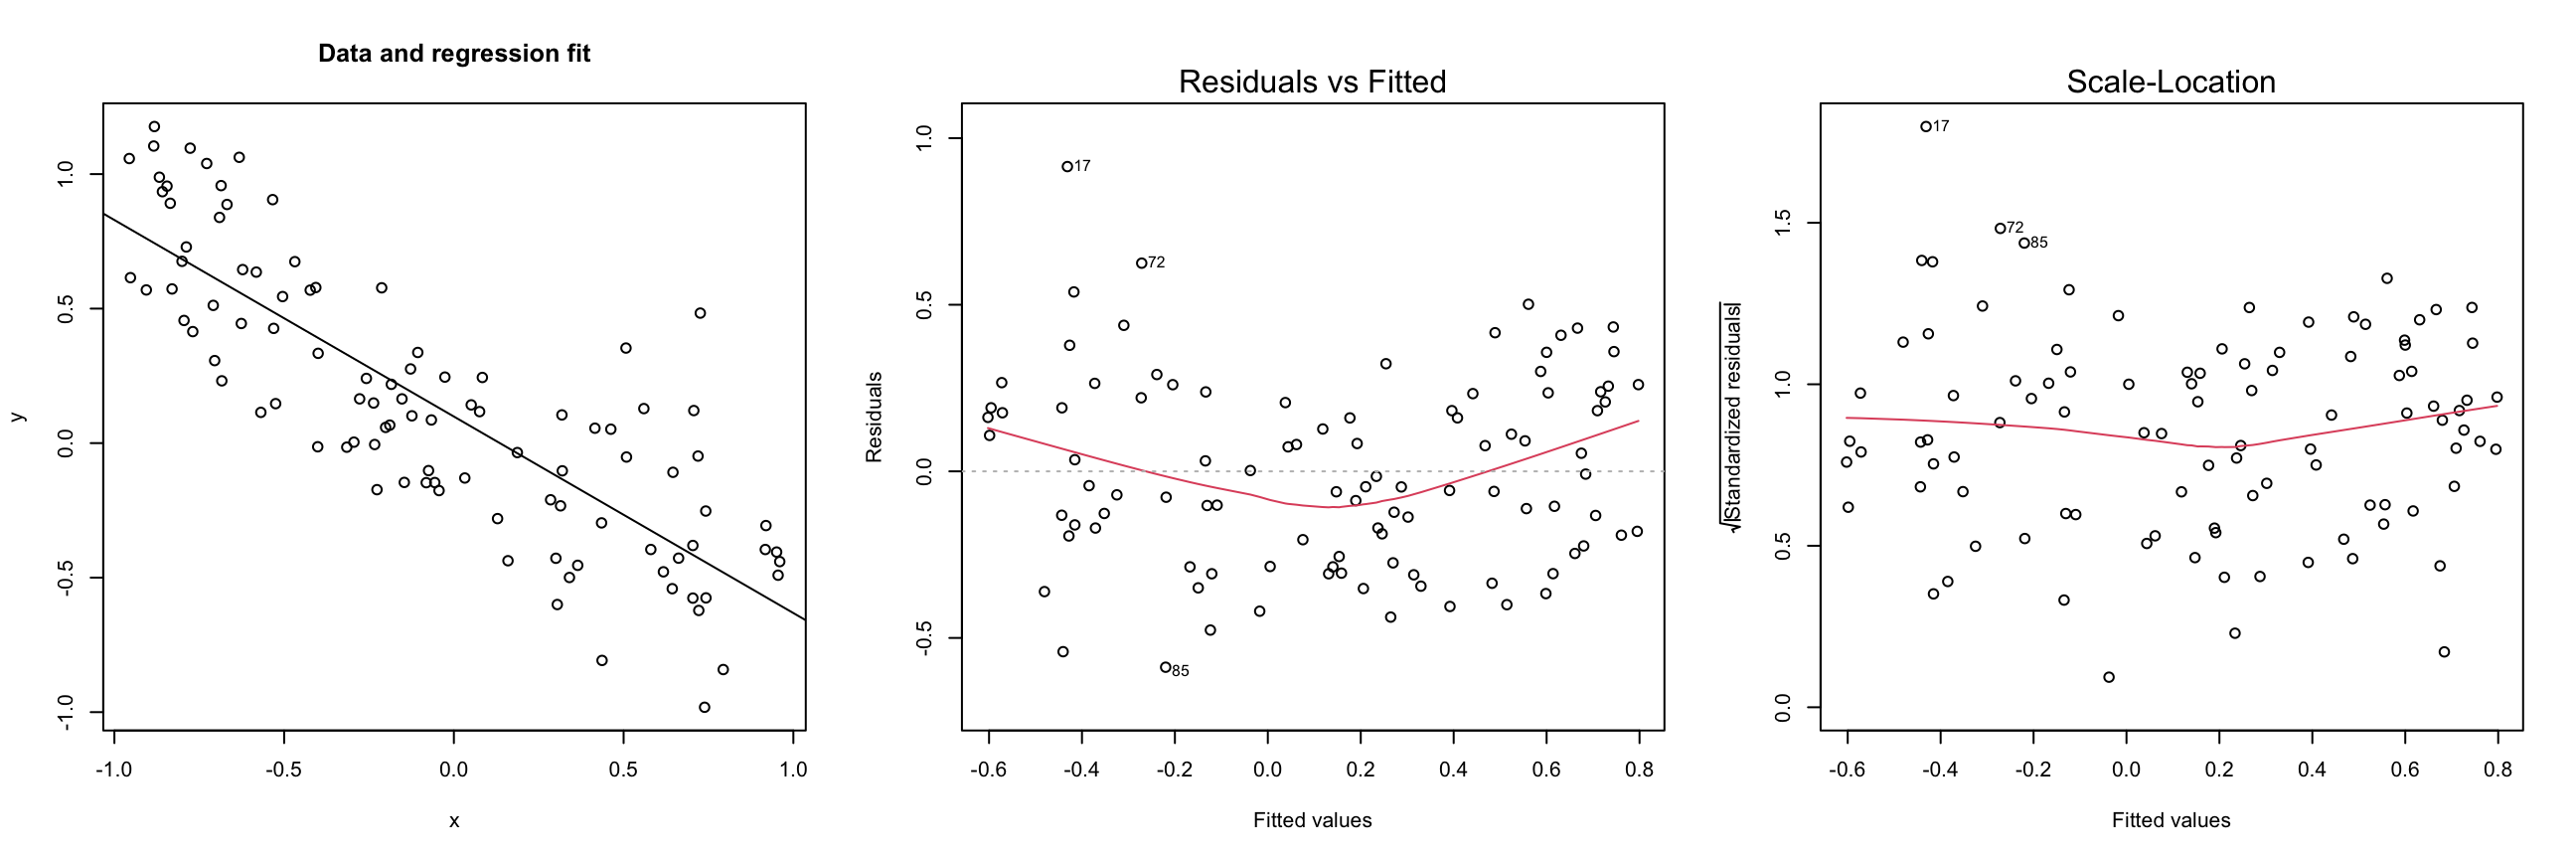 Data and regression fit
y
1.0
0.5
0.0
-0.5
-1.0
-1.0 -0.5 0.0 0.5 1.0
x
Residuals vs Fitted
Residuals
1.0
0.5
0.0
-0.5
17
72
85
-0.6 -0.4 -0.2 0.0 0.2 0.4 0.6 0.8
Fitted values
Scale-Location
√|Standardized residuals|
1.5
1.0
0.5
0.0
17
72
85
-0.6 -0.4 -0.2 0.0 0.2 0.4 0.6 0.8
Fitted values